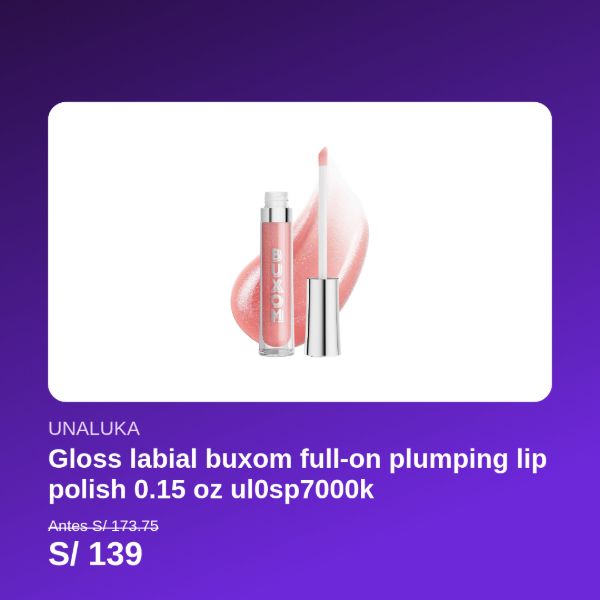 BUXOM
UNALUKA
Gloss labial buxom full-on plumping lip
polish 0.15 oz ul0sp7000k
Antes S/ 173.75
S/ 139